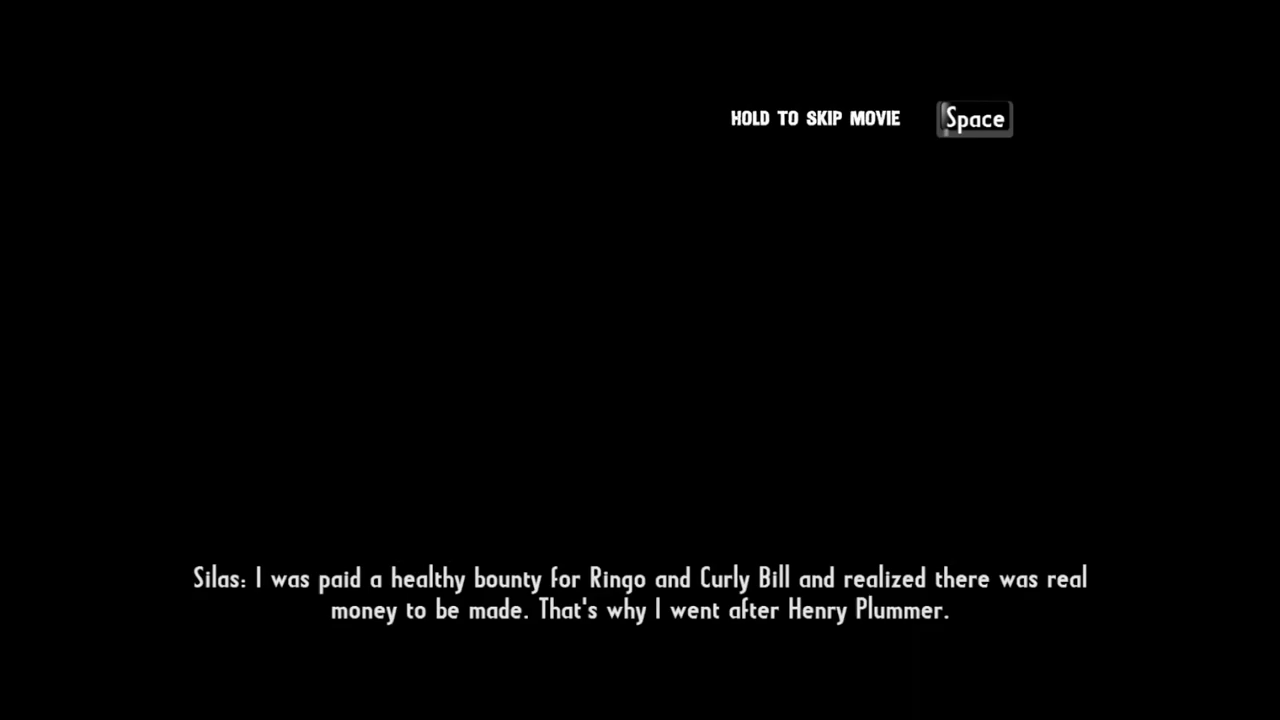 HOLD TO SKIP MOVIE Space
Silas: I was paid a healthy bounty for Ringo and Curly Bill and realized there was real
money to be made. That's why I went after Henry Plummer.